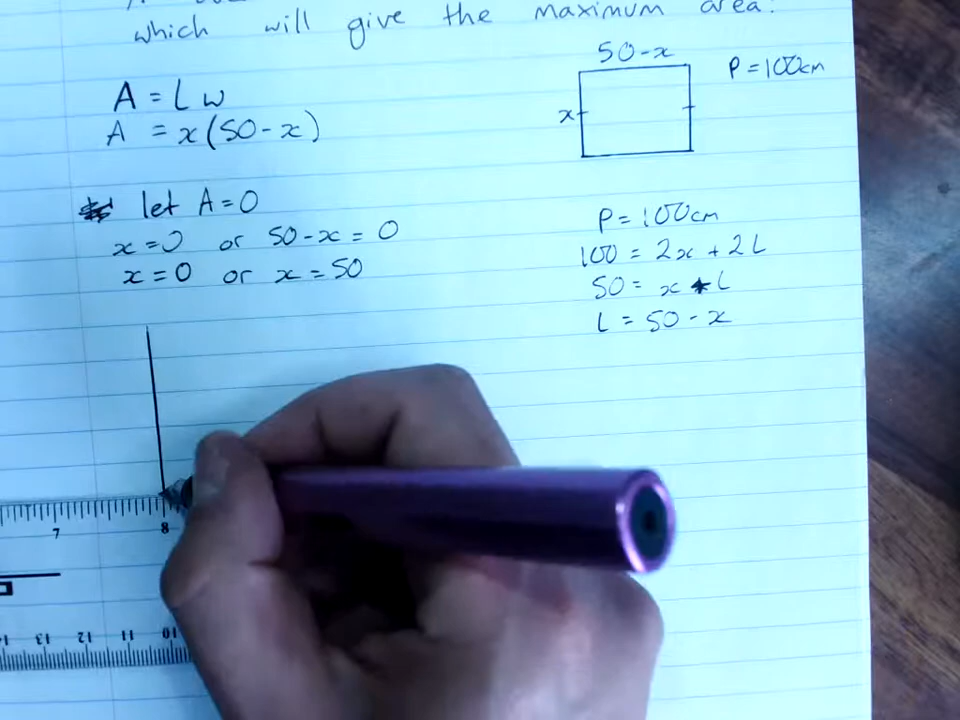 which will give the maximum area.
50-x
P=100cm
A = L w
x
A = x(50-x)
let A=0
x=0 or 50-x=0
x=0 or x=50
P=100cm
100 = 2x + 2L
50 = x + L
L = 50-x
7
8
14 13 12 11 10